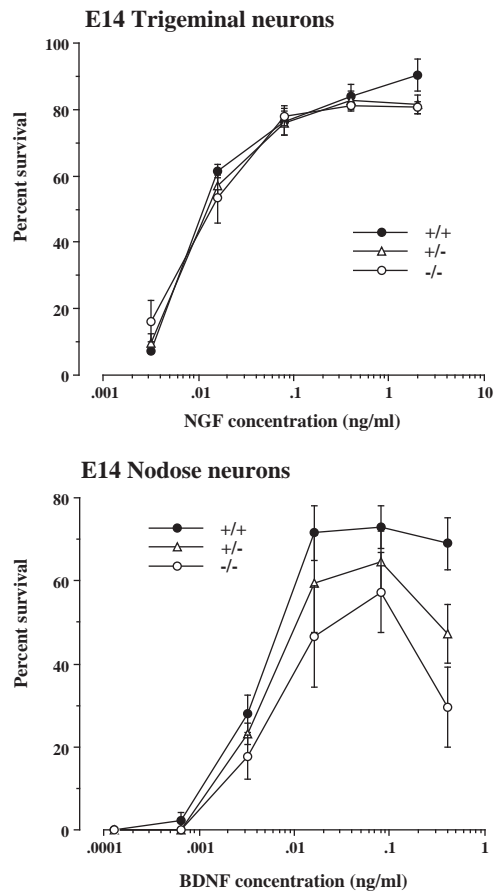 E14 Trigeminal neurons
100
80
60
40
20
0
Percent survival
+/+
+/-
-/-
.001 .01 .1 1 10
NGF concentration (ng/ml)
E14 Nodose neurons
80
60
40
20
0
Percent survival
+/+
+/-
-/-
.0001 .001 .01 .1 1
BDNF concentration (ng/ml)